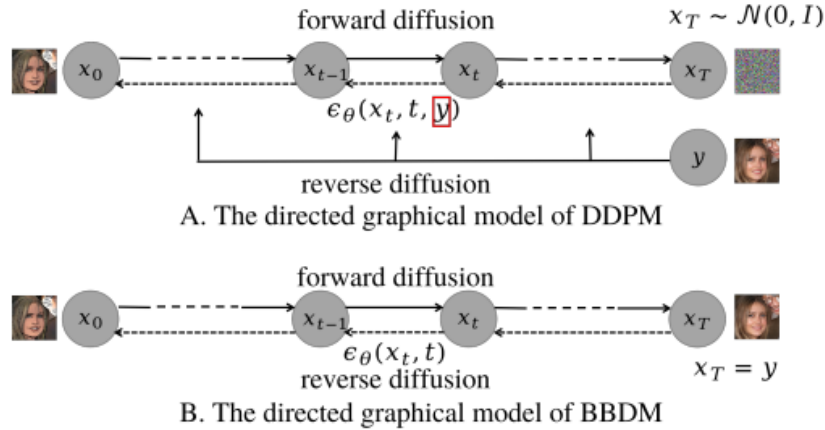 forward diffusion
x_T ∼ 𝒩(0, I)
x_0 x_{t−1} x_t x_T
ϵ_θ(x_t, t, y)
y
reverse diffusion
A. The directed graphical model of DDPM
forward diffusion
x_0 x_{t−1} x_t x_T
ϵ_θ(x_t, t)
x_T = y
reverse diffusion
B. The directed graphical model of BBDM